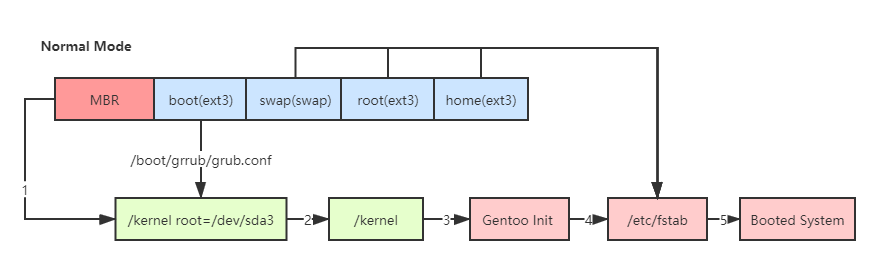 Normal Mode
MBR
boot(ext3)
swap(swap)
root(ext3)
home(ext3)
/boot/grrub/grub.conf
1
/kernel root=/dev/sda3
2
/kernel
3
Gentoo Init
4
/etc/fstab
5
Booted System